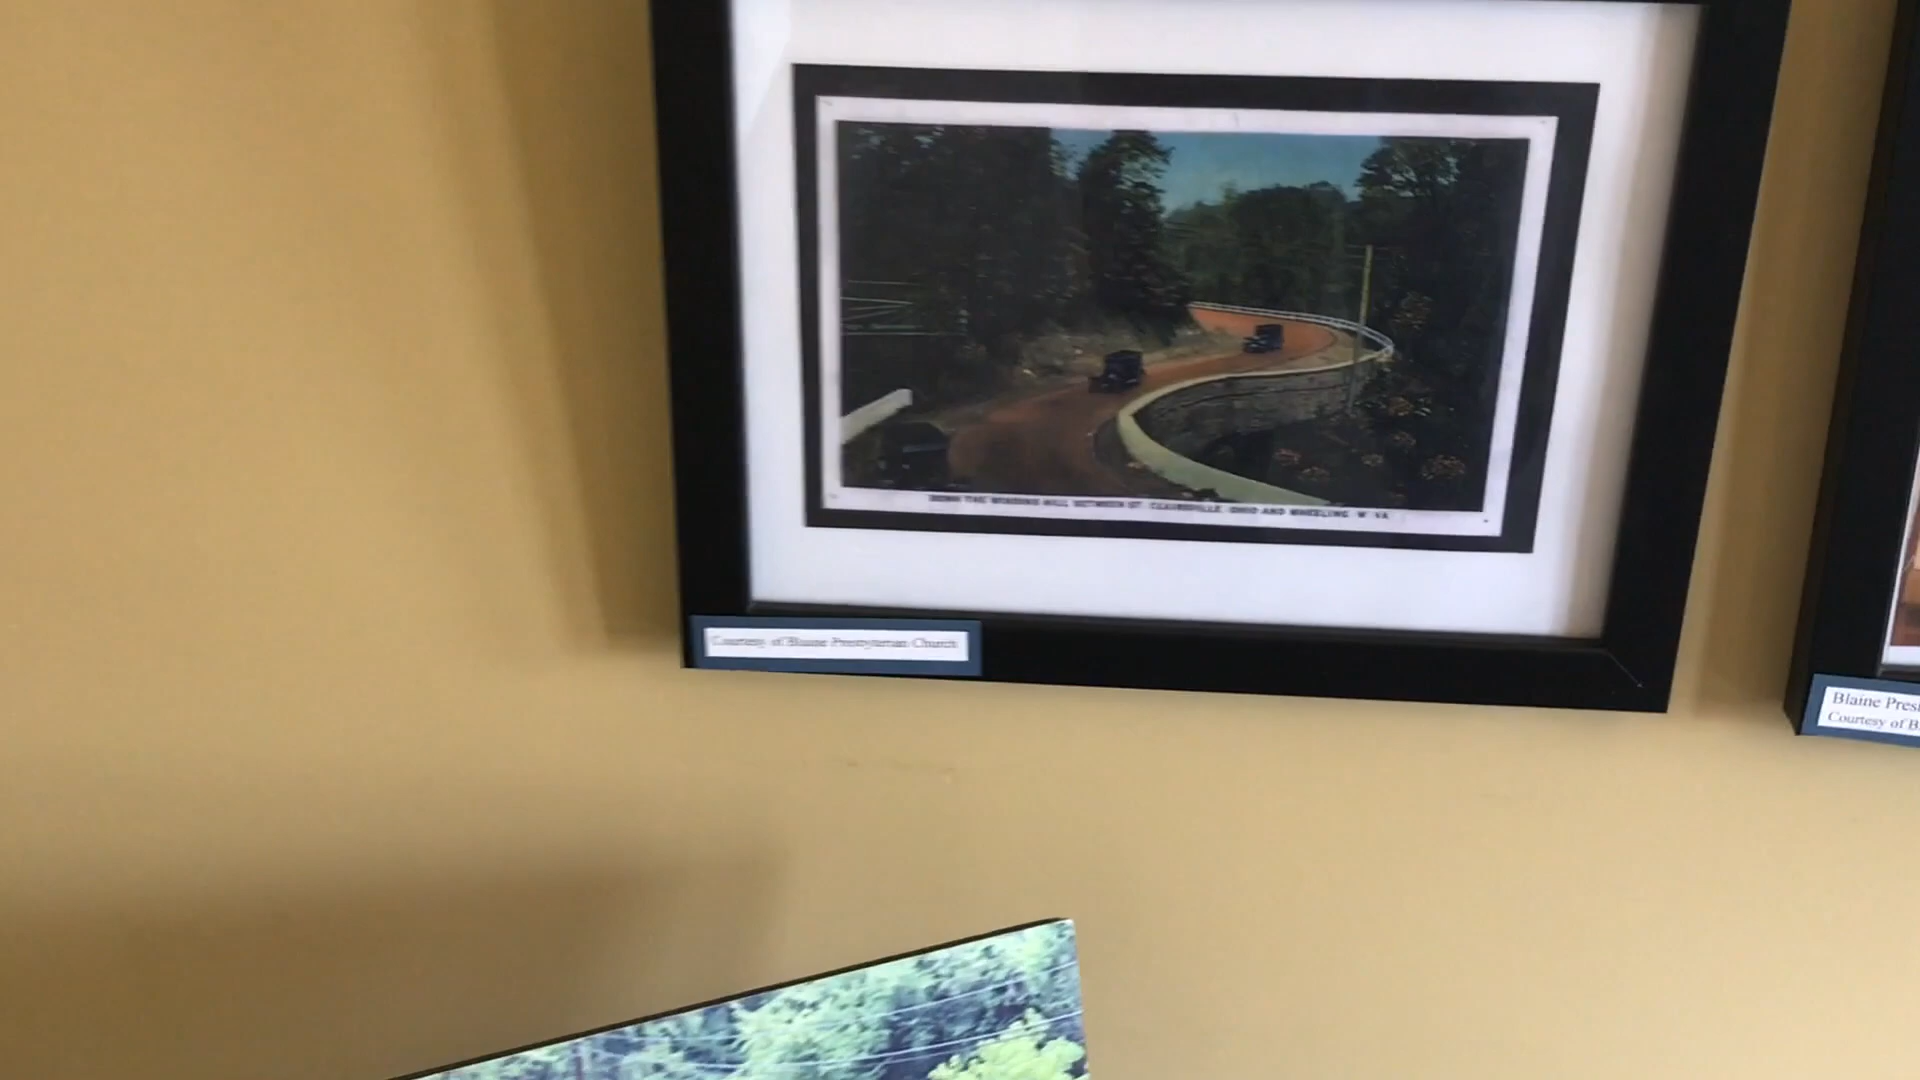 DOWN THE WINDING HILL BETWEEN ST. CLAIRSVILLE, OHIO AND WHEELING W VA
Courtesy of Blaine Presbyterian Church
Blaine Presb
Courtesy of B